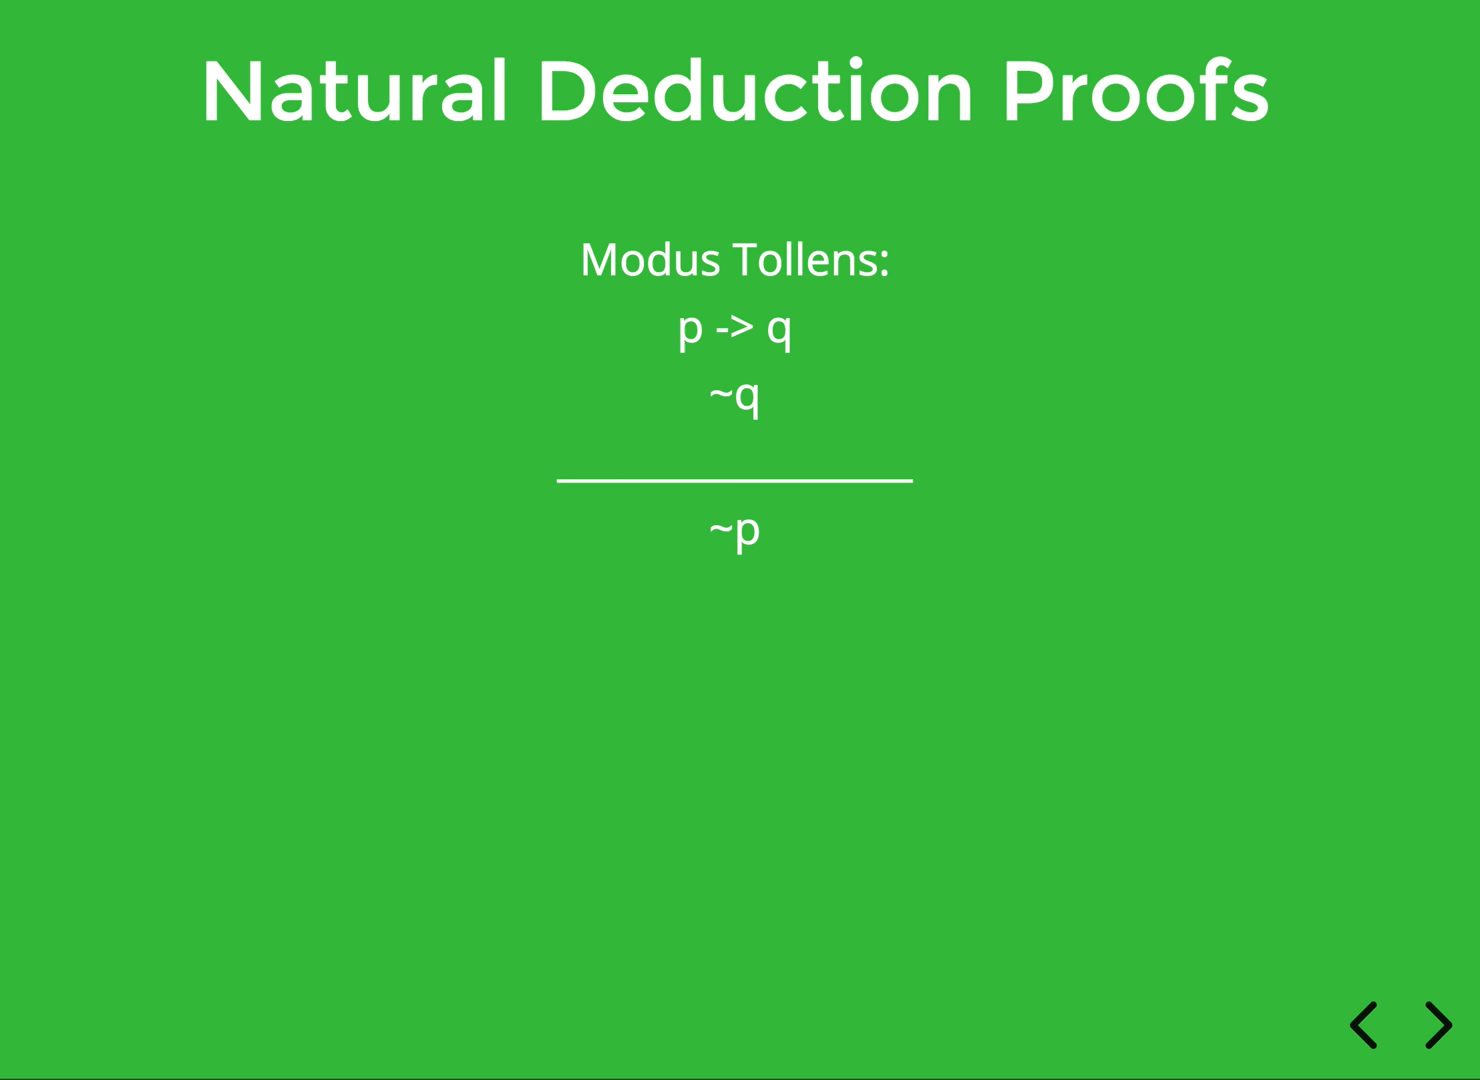 Natural Deduction Proofs
Modus Tollens:
p -> q
~q
~p